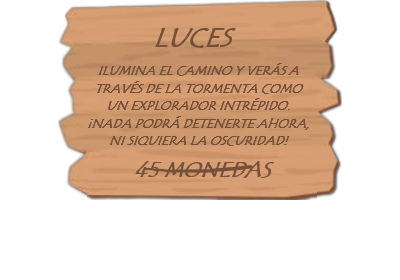 LUCES
ILUMINA EL CAMINO Y VERÁS A
TRAVÉS DE LA TORMENTA COMO
UN EXPLORADOR INTRÉPIDO.
¡NADA PODRÁ DETENERTE AHORA,
NI SIQUIERA LA OSCURIDAD!
45 MONEDAS